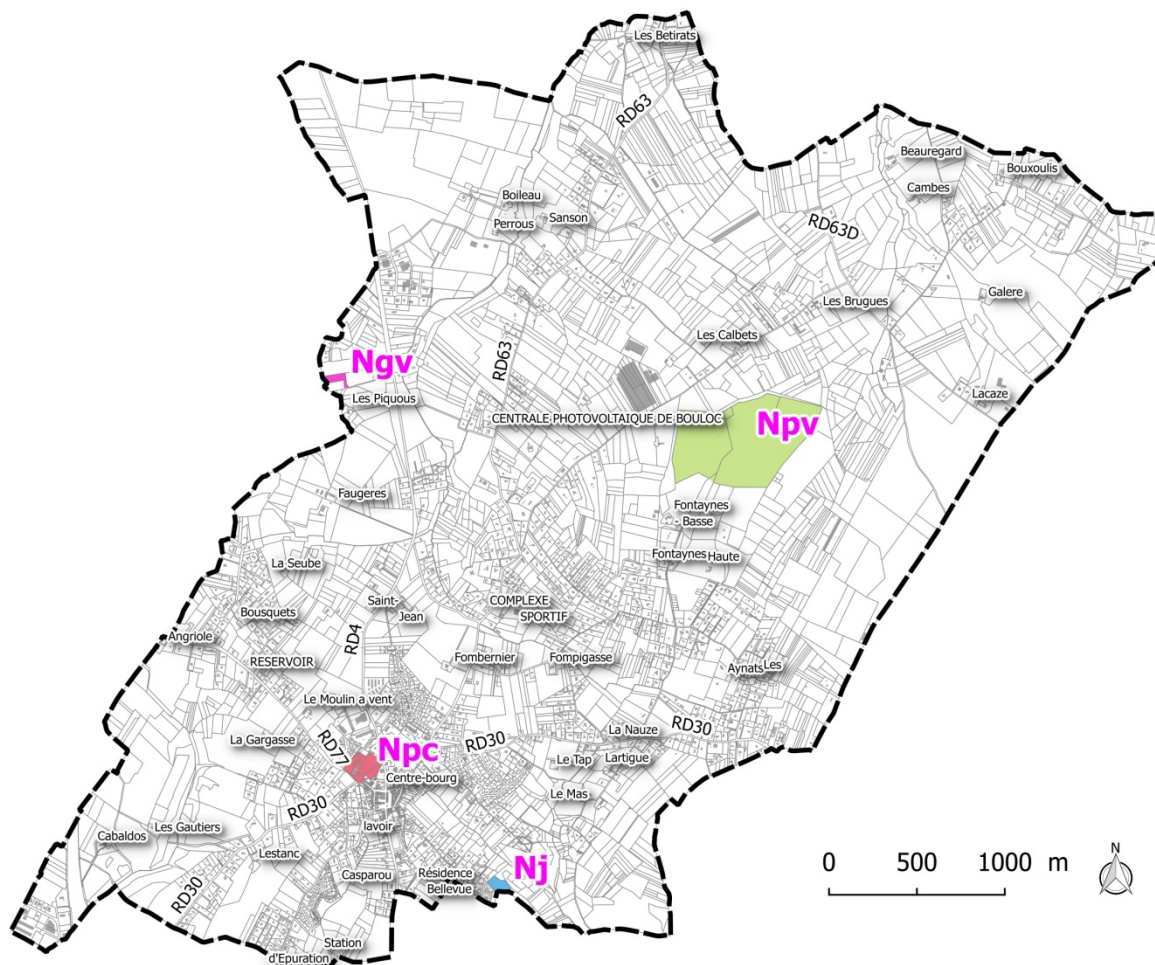 Les Betirats
RD63
Beauregard
Bouxoulis
Cambes
Boileau
Sanson
Perrous
RD63D
Galere
Les Brugues
Les Calbets
RD63
Ngv
Les Piquous
Lacaze
CENTRALE PHOTOVOLTAIQUE DE BOULOC
Npv
Faugeres
Fontaynes
- Basse
Fontaynes Haute
La Seube
Saint-
Jean
COMPLEXE
SPORTIF
Bousquets
Angriole
RD4
RESERVOIR
Fombernier
Fompigasse
Aynats Les
Le Moulin a vent
La Gargasse
RD77
Npc
RD30
La Nauze
RD30
Le Tap
Lartigue
Centre-bourg
Le Mas
RD30
lavoir
Les Gautiers
Cabaldos
Lestanc
Casparou
Résidence
Bellevue
Nj
RD30
Station
d'Epuration
0 500 1000 m
N